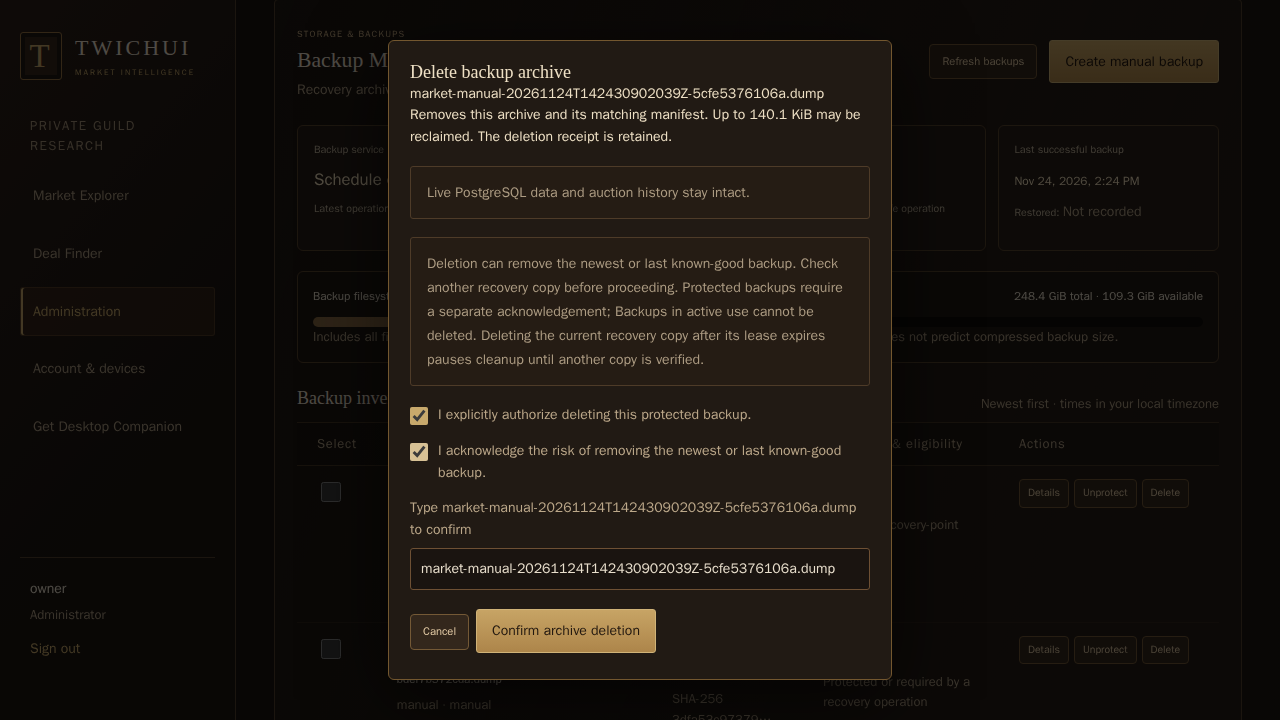 T
TWICHUI
MARKET INTELLIGENCE
PRIVATE GUILD
RESEARCH
Market Explorer
Deal Finder
Administration
Account & devices
Get Desktop Companion
owner
Administrator
Sign out
STORAGE & BACKUPS
Backup M
Recovery archiv
Refresh backups
Create manual backup
Backup service
Schedule
Latest operation
e operation
Last successful backup
Nov 24, 2026, 2:24 PM
Restored: Not recorded
Backup filesyst
248.4 GiB total · 109.3 GiB available
Includes all fi
es not predict compressed backup size.
Backup inve
Newest first · times in your local timezone
Select
& eligibility
Actions
Details
Unprotect
Delete
covery-point
Details
Unprotect
Delete
manual · manual
SHA-256
Protected or required by a
recovery operation
Delete backup archive
market-manual-20261124T142430902039Z-5cfe5376106a.dump
Removes this archive and its matching manifest. Up to 140.1 KiB may be
reclaimed. The deletion receipt is retained.
Live PostgreSQL data and auction history stay intact.
Deletion can remove the newest or last known-good backup. Check
another recovery copy before proceeding. Protected backups require
a separate acknowledgement; Backups in active use cannot be
deleted. Deleting the current recovery copy after its lease expires
pauses cleanup until another copy is verified.
I explicitly authorize deleting this protected backup.
I acknowledge the risk of removing the newest or last known-good
backup.
Type market-manual-20261124T142430902039Z-5cfe5376106a.dump
to confirm
market-manual-20261124T142430902039Z-5cfe5376106a.dump
Cancel
Confirm archive deletion